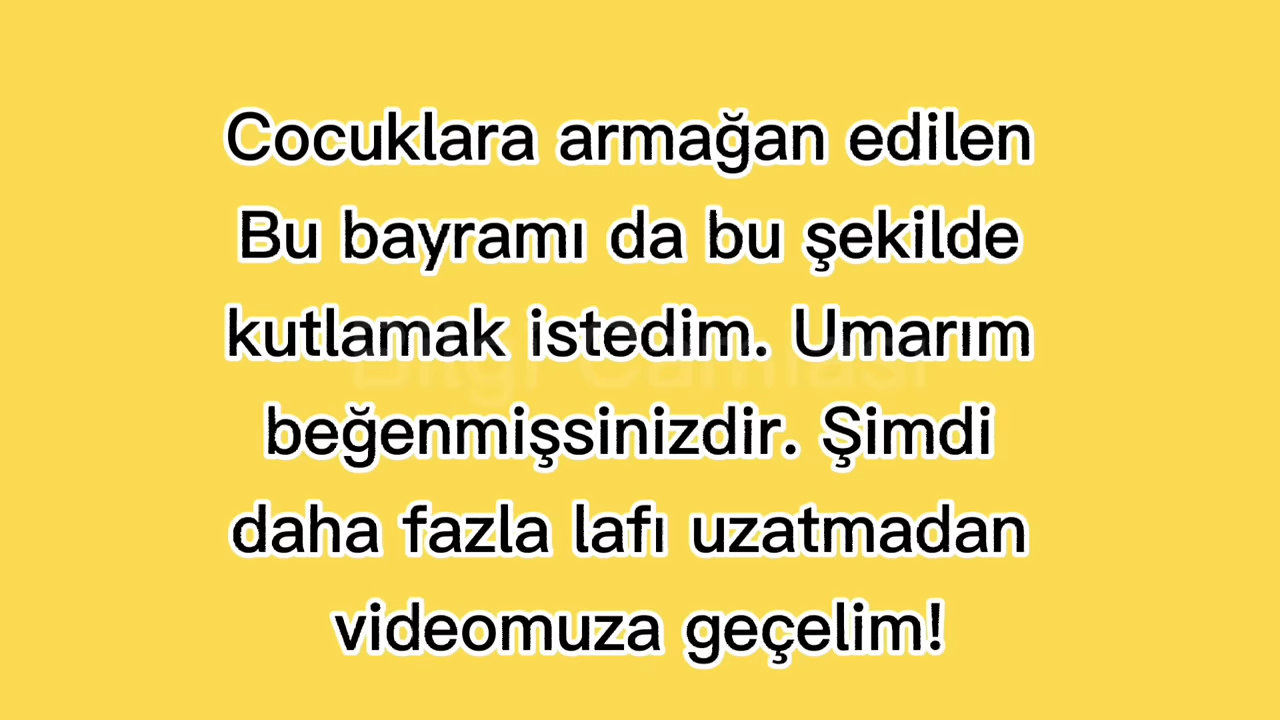 Cocuklara armağan edilen
Bu bayramı da bu şekilde
kutlamak istedim. Umarım
beğenmişsinizdir. Şimdi
daha fazla lafı uzatmadan
videomuza geçelim!